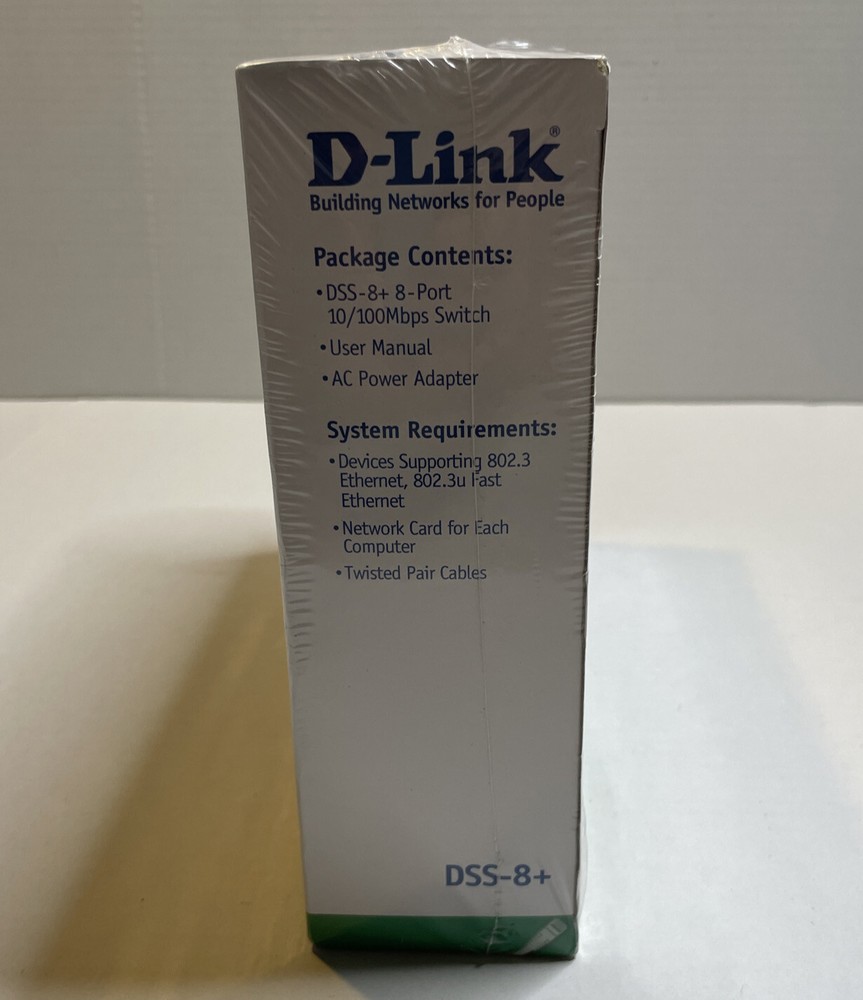 D-Link®
Building Networks for People
Package Contents:
•DSS-8+ 8-Port
10/100Mbps Switch
•User Manual
•AC Power Adapter
System Requirements:
•Devices Supporting 802.3
Ethernet, 802.3u Fast
Ethernet
•Network Card for Each
Computer
•Twisted Pair Cables
DSS-8+